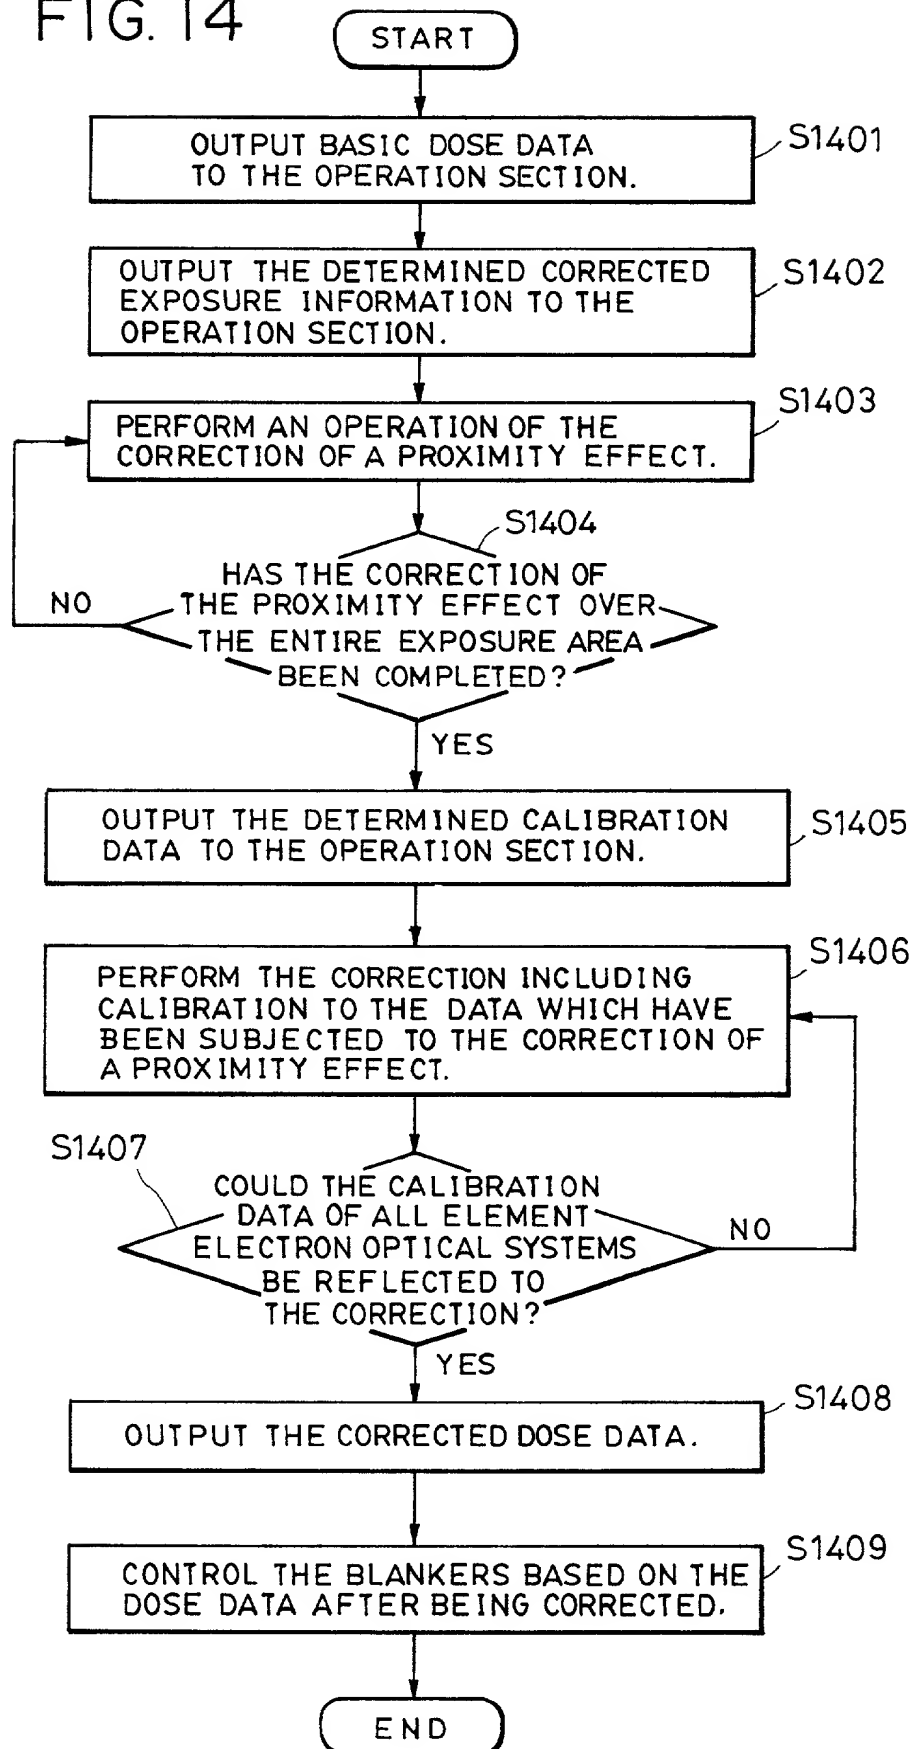 FIG. 14
START
OUTPUT BASIC DOSE DATA
TO THE OPERATION SECTION.
S1401
OUTPUT THE DETERMINED CORRECTED
EXPOSURE INFORMATION TO THE
OPERATION SECTION.
S1402
PERFORM AN OPERATION OF THE
CORRECTION OF A PROXIMITY EFFECT.
S1403
S1404
HAS THE CORRECTION OF
THE PROXIMITY EFFECT OVER
THE ENTIRE EXPOSURE AREA
BEEN COMPLETED?
NO
YES
OUTPUT THE DETERMINED CALIBRATION
DATA TO THE OPERATION SECTION.
S1405
PERFORM THE CORRECTION INCLUDING
CALIBRATION TO THE DATA WHICH HAVE
BEEN SUBJECTED TO THE CORRECTION OF
A PROXIMITY EFFECT.
S1406
S1407
COULD THE CALIBRATION
DATA OF ALL ELEMENT
ELECTRON OPTICAL SYSTEMS
BE REFLECTED TO
THE CORRECTION?
NO
YES
OUTPUT THE CORRECTED DOSE DATA.
S1408
CONTROL THE BLANKERS BASED ON THE
DOSE DATA AFTER BEING CORRECTED.
S1409
END